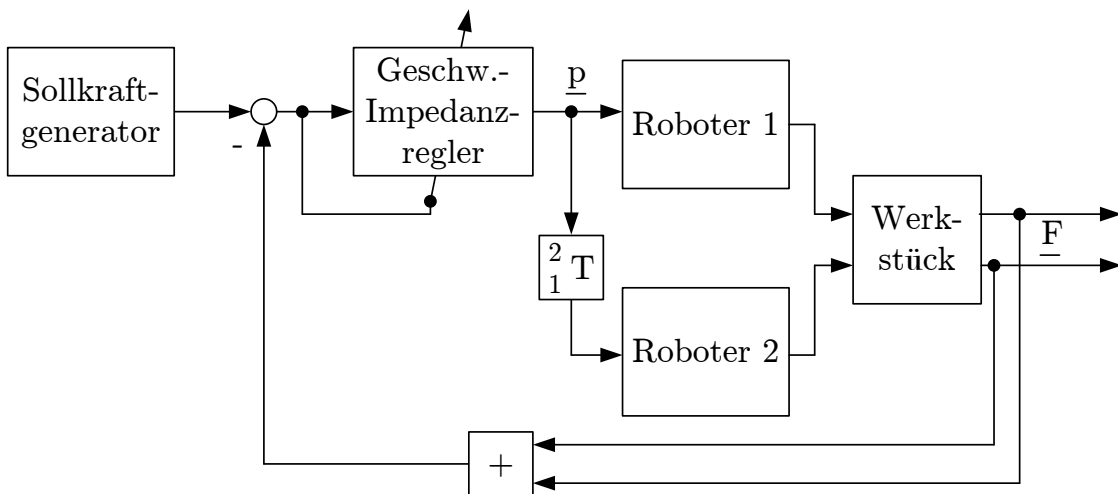 Sollkraft-
generator
-
Geschw.-
Impedanz-
regler
p
Roboter 1
2
1 T
Roboter 2
Werk-
stück
F
+